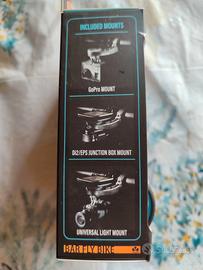 INCLUDED MOUNTS
GoPro MOUNT
DI2/EPS JUNCTION BOX MOUNT
UNIVERSAL LIGHT MOUNT
BAR FLY BIKE